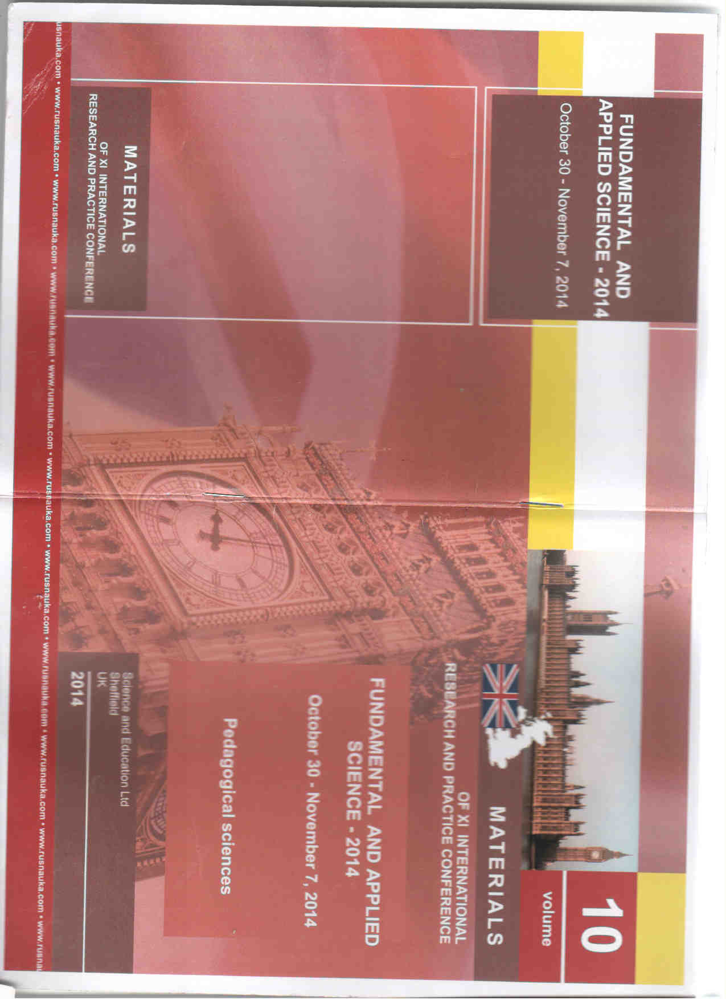 FUNDAMENTAL AND
APPLIED SCIENCE - 2014
October 30 - November 7, 2014
MATERIALS
OF XI INTERNATIONAL
RESEARCH AND PRACTICE CONFERENCE
10
volume
MATERIALS
OF XI INTERNATIONAL
RESEARCH AND PRACTICE CONFERENCE
FUNDAMENTAL AND APPLIED
SCIENCE - 2014
October 30 - November 7, 2014
Pedagogical sciences
Science and Education Ltd
Sheffield
UK
2014
usnauka.com • www.rusnauka.com • www.rusnauka.com • www.rusnauka.com • www.rusnauka.com • www.rusnauka.com • www.rusnauka.com • www.rusnauka.com • www.rusnauka.com • www.rusnauka.com • www.rusna